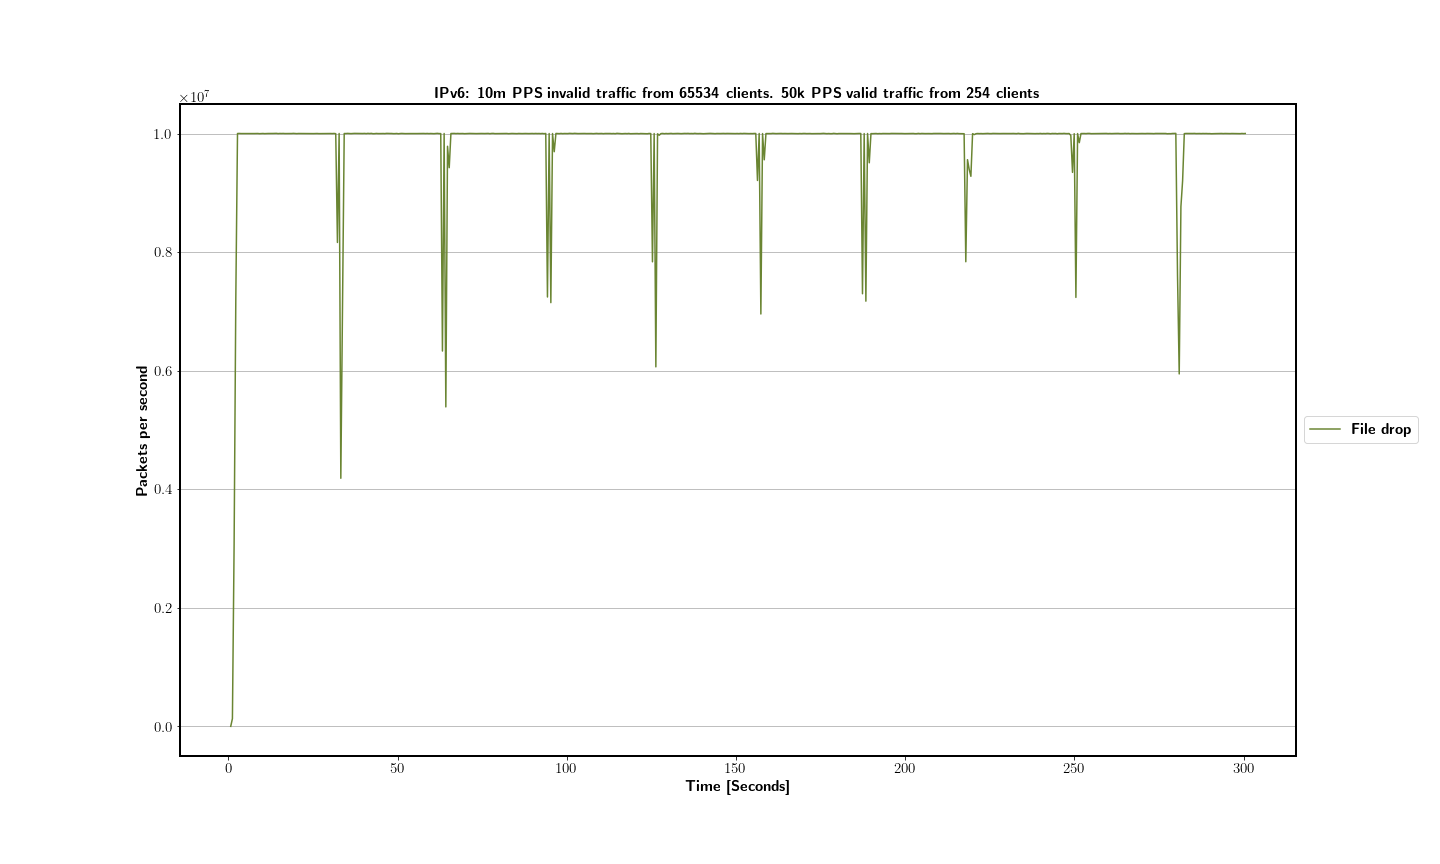 IPv6: 10m PPS invalid traffic from 65534 clients. 50k PPS valid traffic from 254 clients
×10⁷
1.0
0.8
0.6
0.4
0.2
0.0
Packets per second
0 50 100 150 200 250 300
Time [Seconds]
File drop